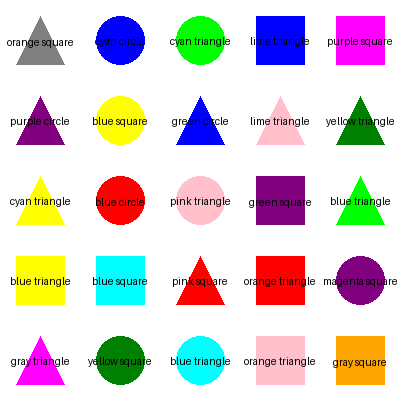 orange square
cyan circle
cyan triangle
lime triangle
purple square
purple circle
blue square
green circle
lime triangle
yellow triangle
cyan triangle
blue circle
pink triangle
green square
blue triangle
blue triangle
blue square
pink square
orange triangle
magenta square
gray triangle
yellow square
blue triangle
orange triangle
gray square